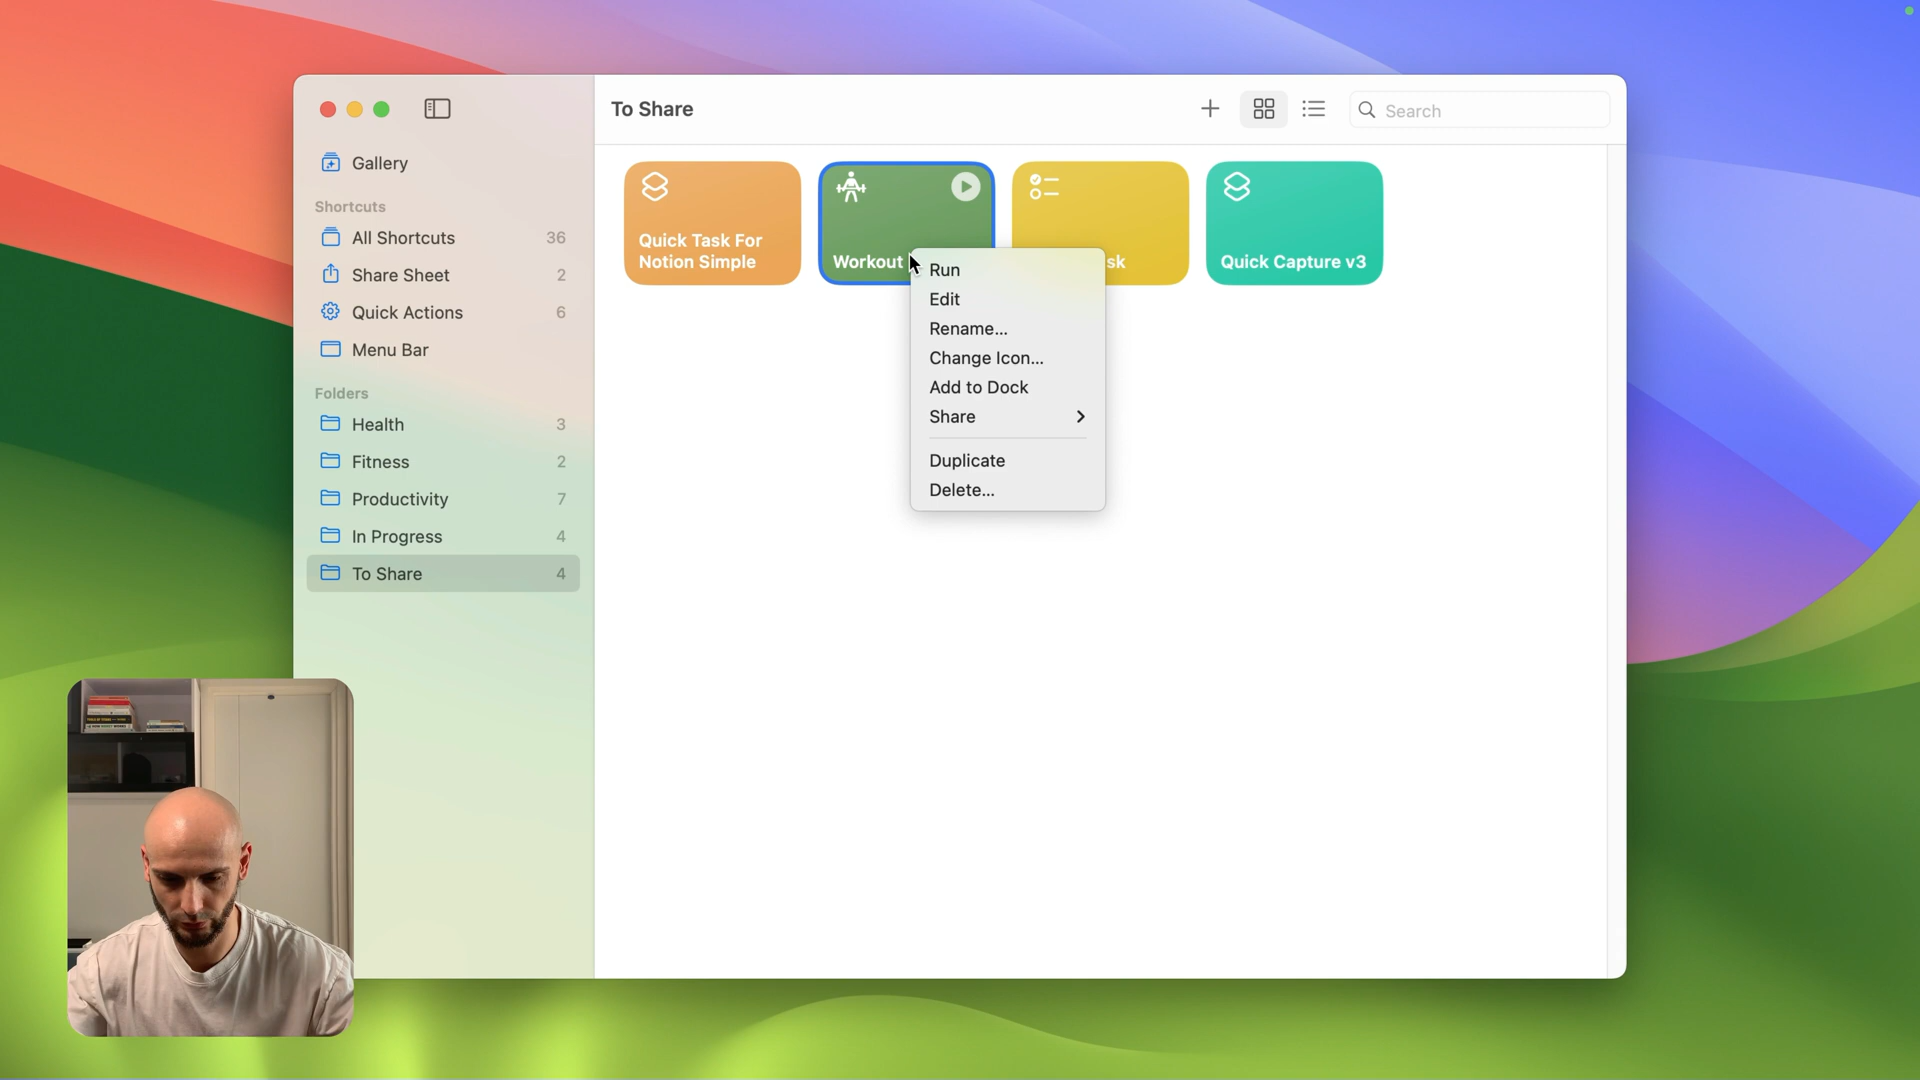 To Share
Search
Gallery
Shortcuts
All Shortcuts 36
Share Sheet 2
Quick Actions 6
Menu Bar
Folders
Health 3
Fitness 2
Productivity 7
In Progress 4
To Share 4
Quick Task For
Notion Simple
Workout
sk
Quick Capture v3
Run
Edit
Rename...
Change Icon...
Add to Dock
Share
Duplicate
Delete...